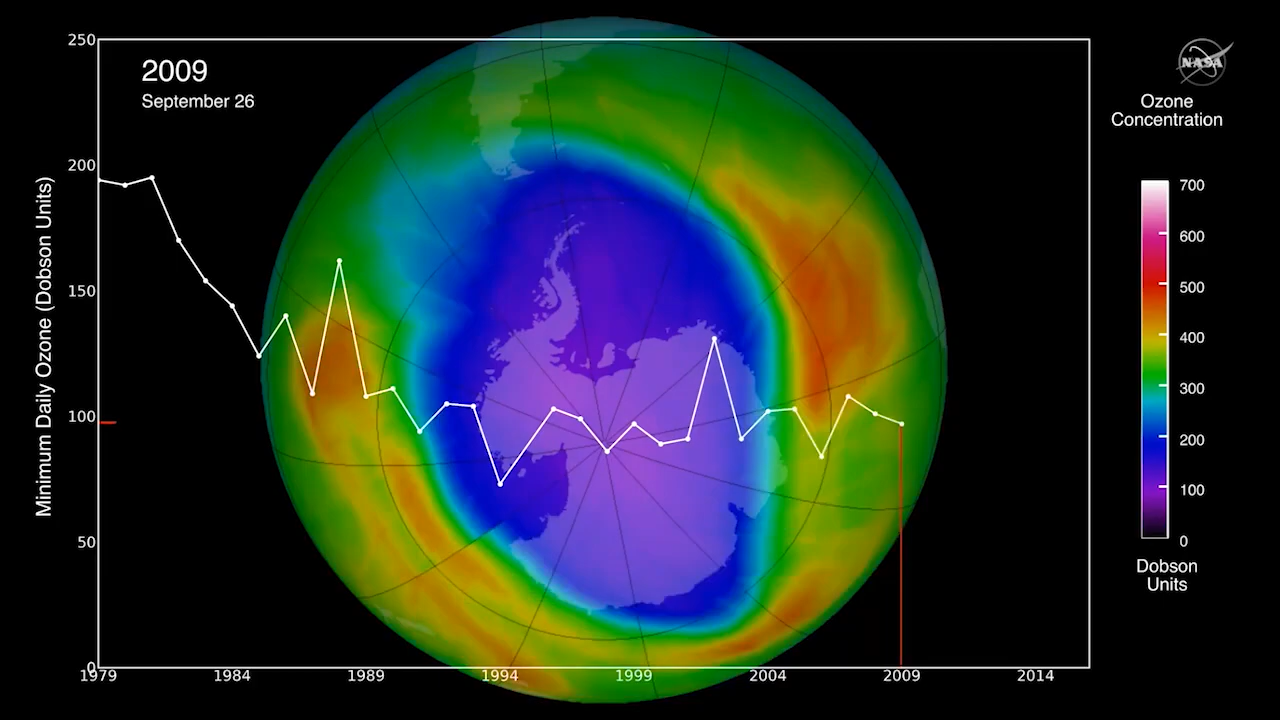 2009
September 26
NASA
Ozone
Concentration
Minimum Daily Ozone (Dobson Units)
250
200
150
100
50
0
1979 1984 1989 1994 1999 2004 2009 2014
700
600
500
400
300
200
100
0
Dobson
Units